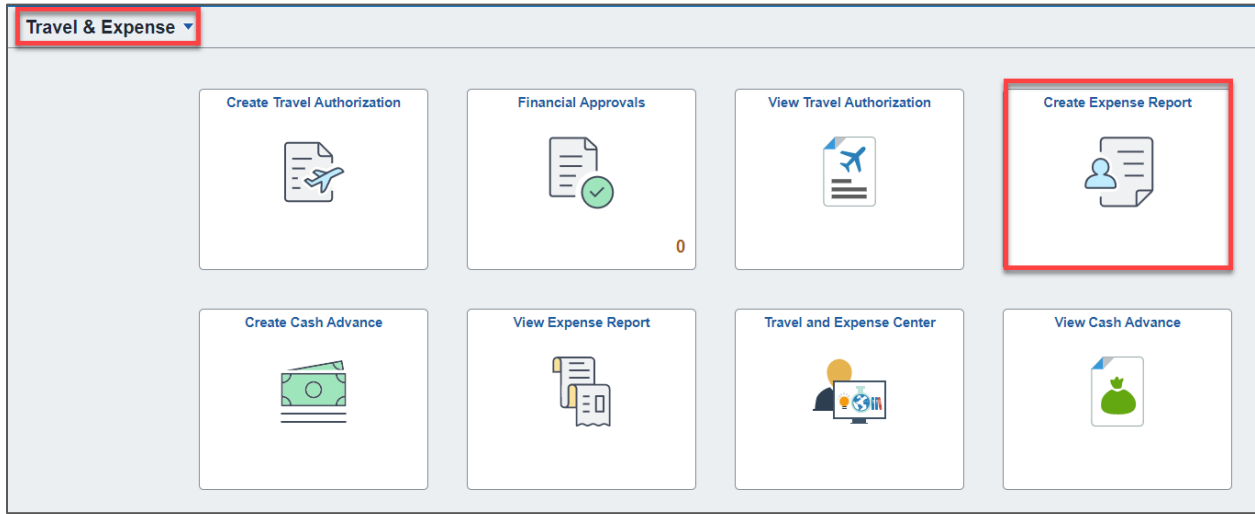 Travel & Expense
Create Travel Authorization
Financial Approvals
View Travel Authorization
Create Expense Report
0
Create Cash Advance
View Expense Report
Travel and Expense Center
View Cash Advance